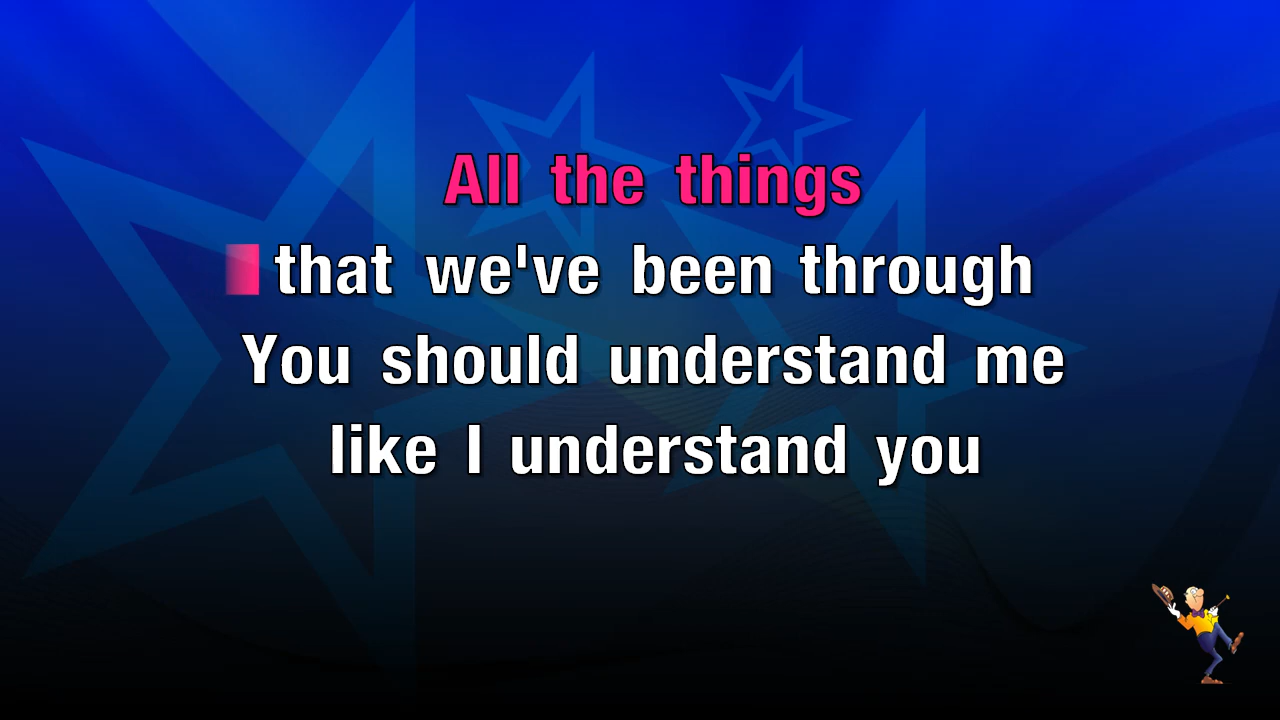 All the things
that we've been through
You should understand me
like I understand you